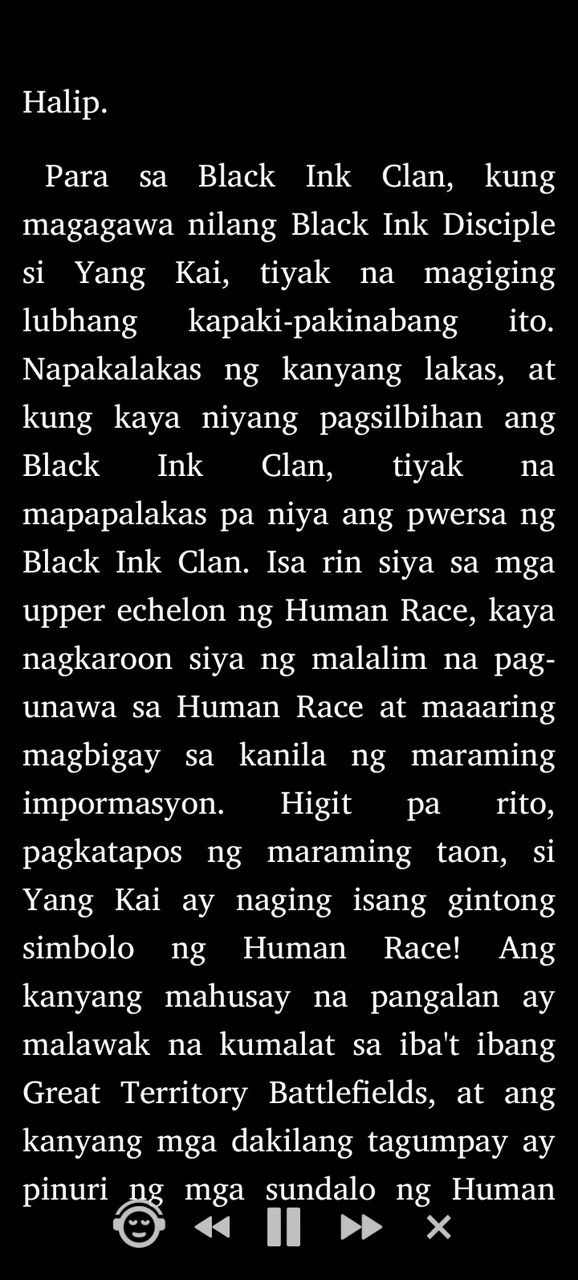 Halip.
Para sa Black Ink Clan, kung
magagawa nilang Black Ink Disciple
si Yang Kai, tiyak na magiging
lubhang kapaki-pakinabang ito.
Napakalakas ng kanyang lakas, at
kung kaya niyang pagsilbihan ang
Black Ink Clan, tiyak na
mapapalakas pa niya ang pwersa ng
Black Ink Clan. Isa rin siya sa mga
upper echelon ng Human Race, kaya
nagkaroon siya ng malalim na pag-
unawa sa Human Race at maaaring
magbigay sa kanila ng maraming
impormasyon. Higit pa rito,
pagkatapos ng maraming taon, si
Yang Kai ay naging isang gintong
simbolo ng Human Race! Ang
kanyang mahusay na pangalan ay
malawak na kumalat sa iba't ibang
Great Territory Battlefields, at ang
kanyang mga dakilang tagumpay ay
pinuri ng mga sundalo ng Human